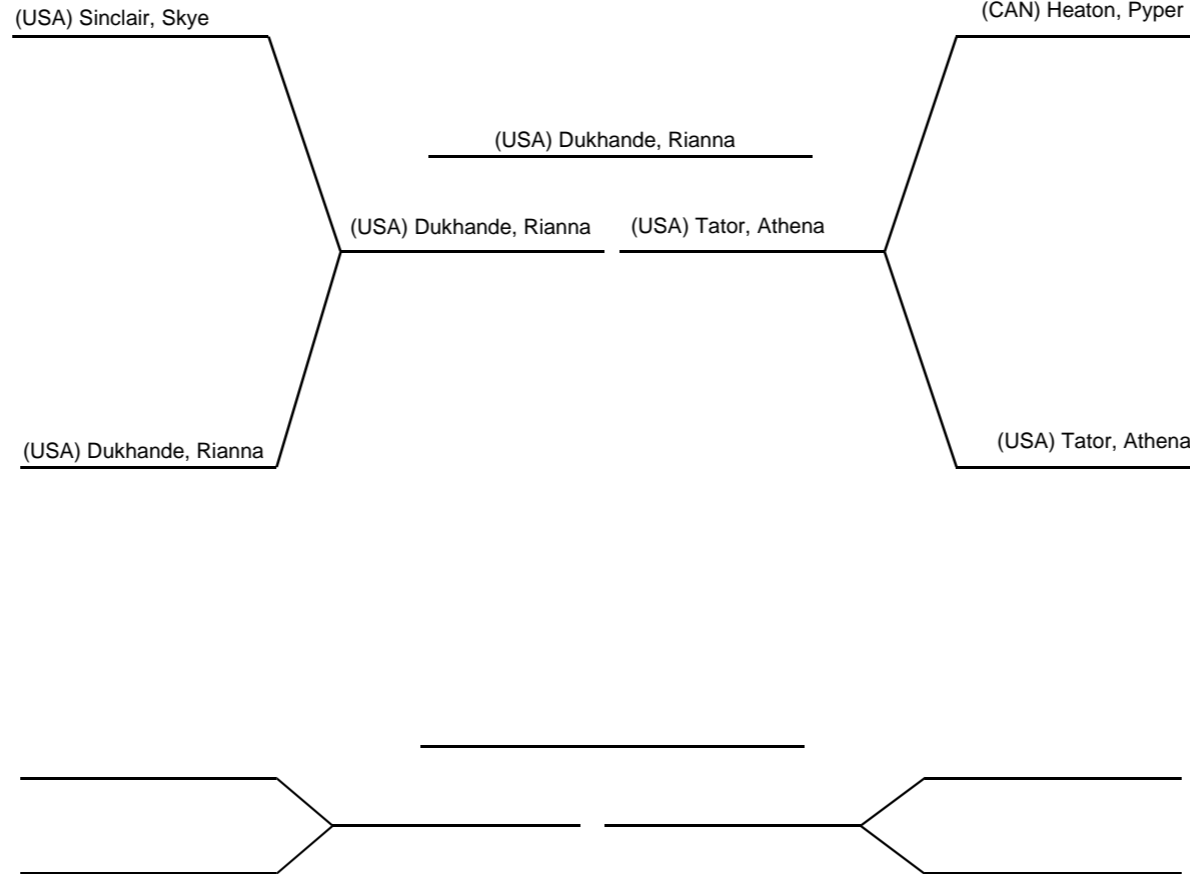 (USA) Sinclair, Skye
(CAN) Heaton, Pyper
(USA) Dukhande, Rianna
(USA) Dukhande, Rianna
(USA) Tator, Athena
(USA) Dukhande, Rianna
(USA) Tator, Athena